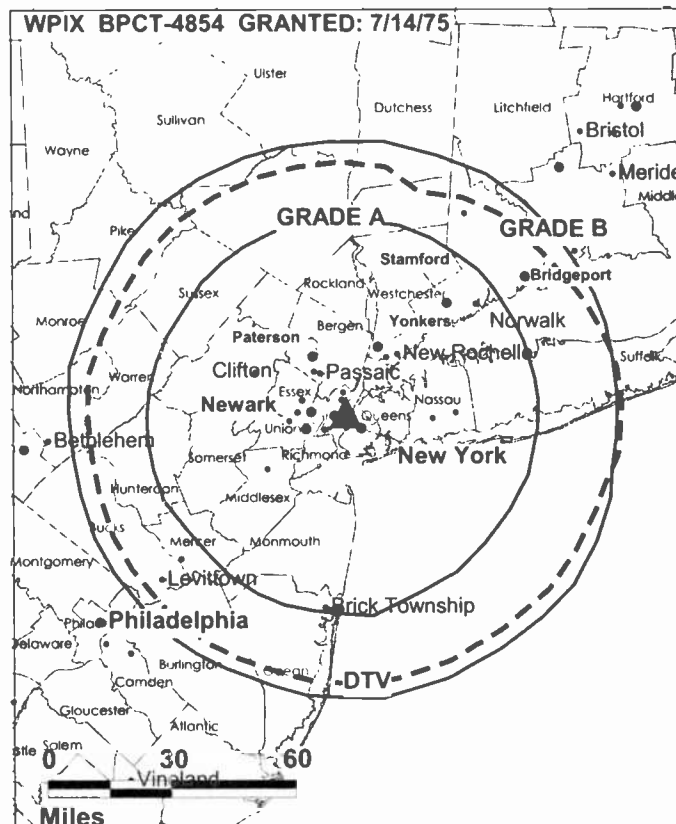 WPIX BPCT-4854 GRANTED: 7/14/75
Ulster
Hartford
Dutchess
Litchfield
Sullivan
Bristol
Wayne
Meride
Middle
GRADE A
GRADE B
Pike
Stamford
Bridgeport
Rockland
Westchester
Sussex
Monroe
Bergen
Yonkers
Norwalk
Paterson
New Rochelle
Suffolk
Clifton
Passaic
Warren
Northampton
Essex
Nassau
Newark
Queens
Union
Bethlehem
Somerset
Richmond
New York
Middlesex
Hunterdon
Bucks
Mercer
Monmouth
Montgomery
Levittown
Brick Township
Philad
Philadelphia
Delaware
Burlington
Ocean
DTV
Camden
Gloucester
Atlantic
Salem
0 30 60
Vineland
Miles